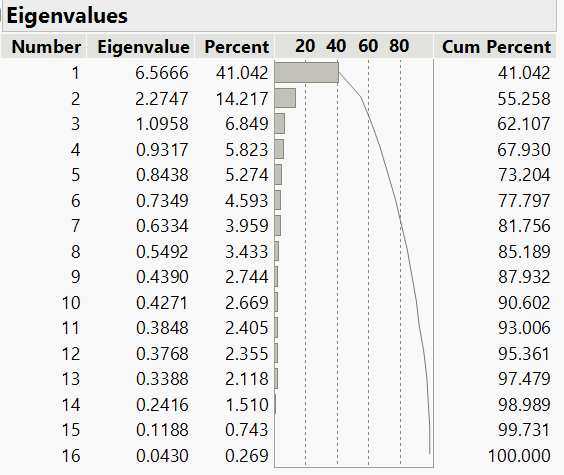 Eigenvalues
Number Eigenvalue Percent 20 40 60 80 Cum Percent
1 6.5666 41.042 41.042
2 2.2747 14.217 55.258
3 1.0958 6.849 62.107
4 0.9317 5.823 67.930
5 0.8438 5.274 73.204
6 0.7349 4.593 77.797
7 0.6334 3.959 81.756
8 0.5492 3.433 85.189
9 0.4390 2.744 87.932
10 0.4271 2.669 90.602
11 0.3848 2.405 93.006
12 0.3768 2.355 95.361
13 0.3388 2.118 97.479
14 0.2416 1.510 98.989
15 0.1188 0.743 99.731
16 0.0430 0.269 100.000